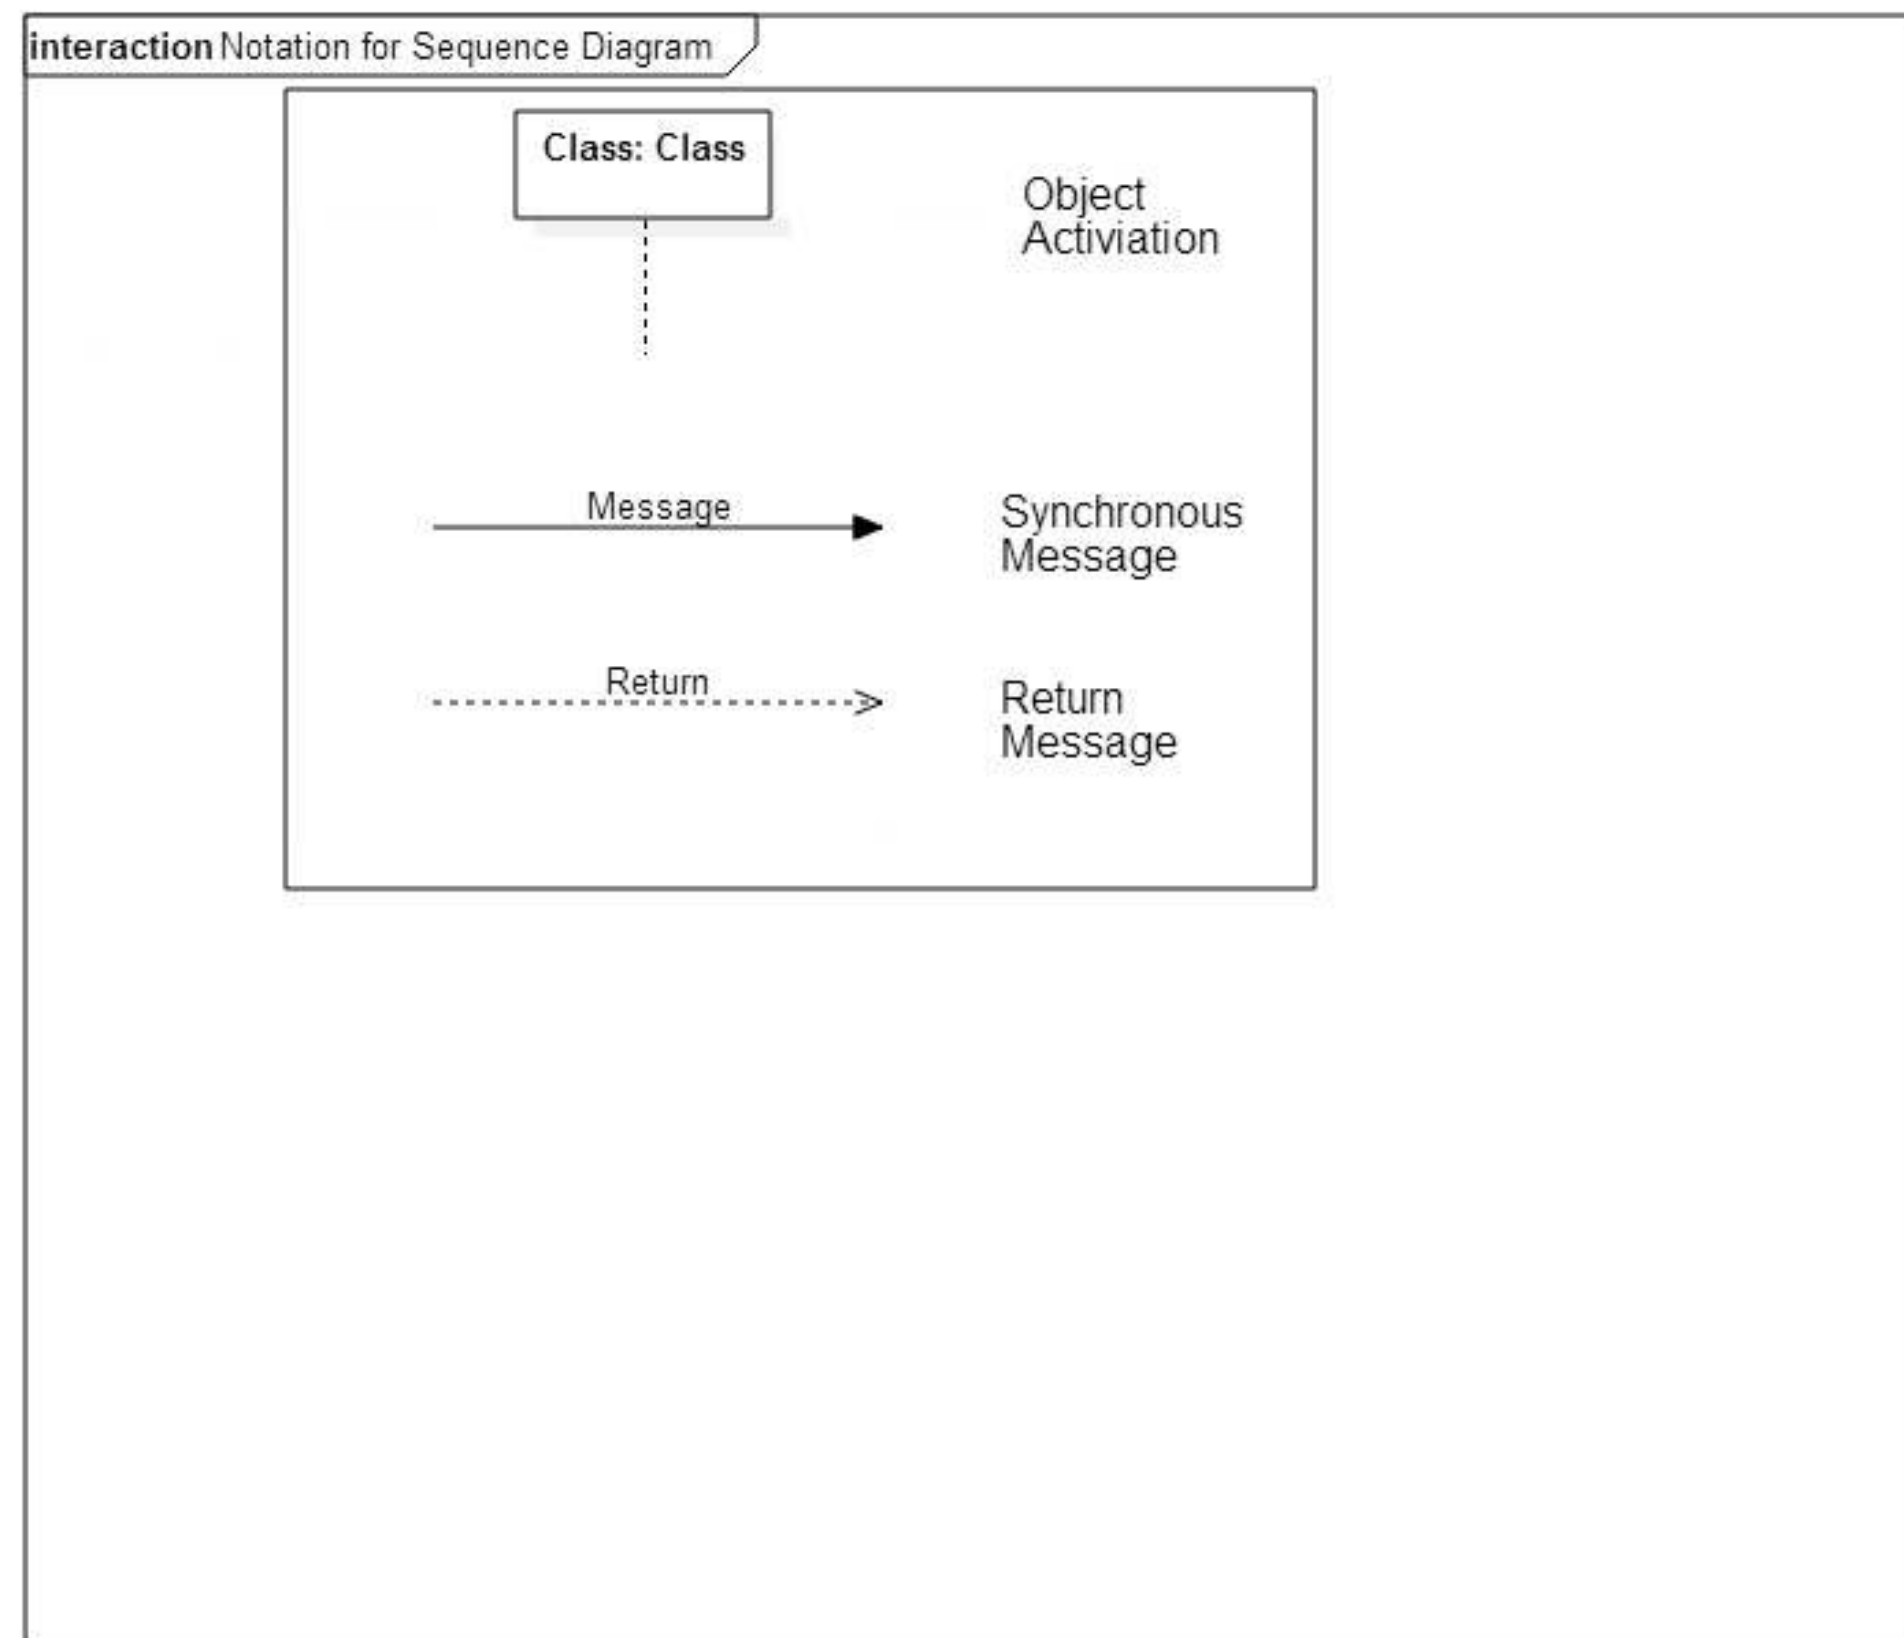 interaction Notation for Sequence Diagram
Class: Class
Object
Activiation
Message
Synchronous
Message
Return
Return
Message